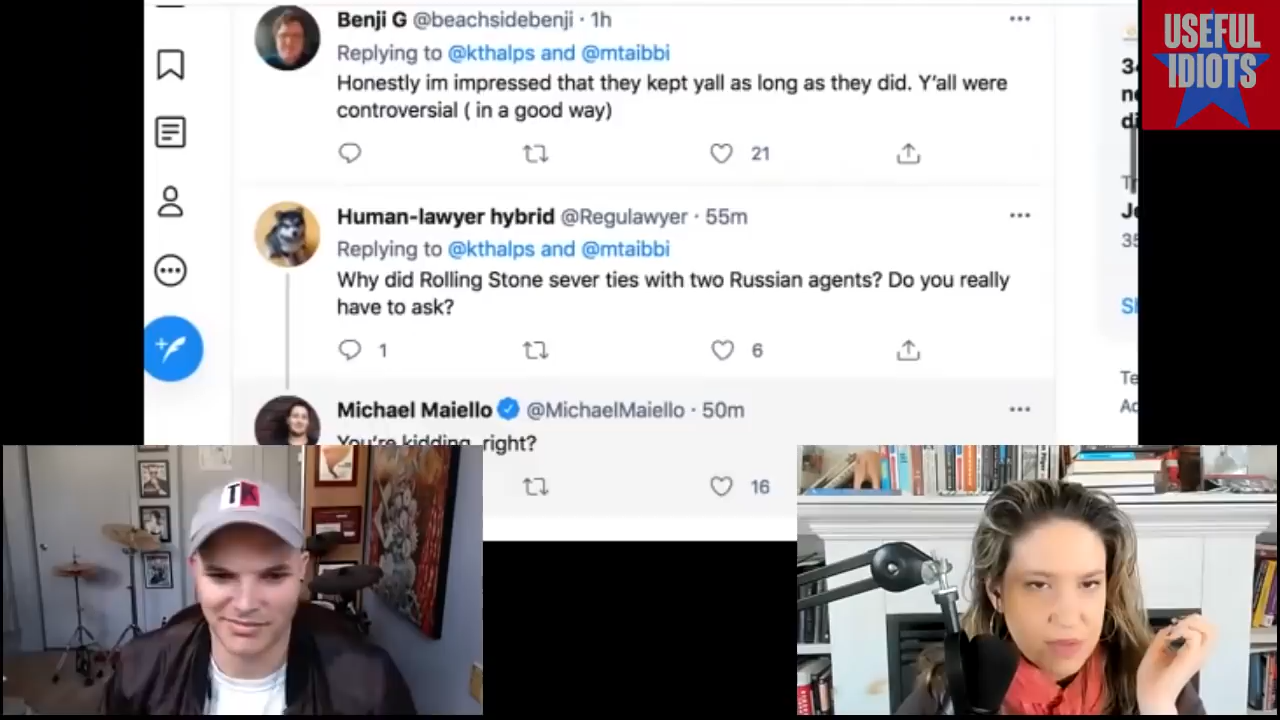 Benji G @beachsidebenji · 1h
Replying to @kthalps and @mtaibbi
Honestly im impressed that they kept yall as long as they did. Y'all were
controversial ( in a good way)
21
Human-lawyer hybrid @Regulawyer · 55m
Replying to @kthalps and @mtaibbi
Why did Rolling Stone sever ties with two Russian agents? Do you really
have to ask?
1
6
Michael Maiello @MichaelMaiello · 50m
You're kidding, right?
16
USEFUL
IDIOTS
TK